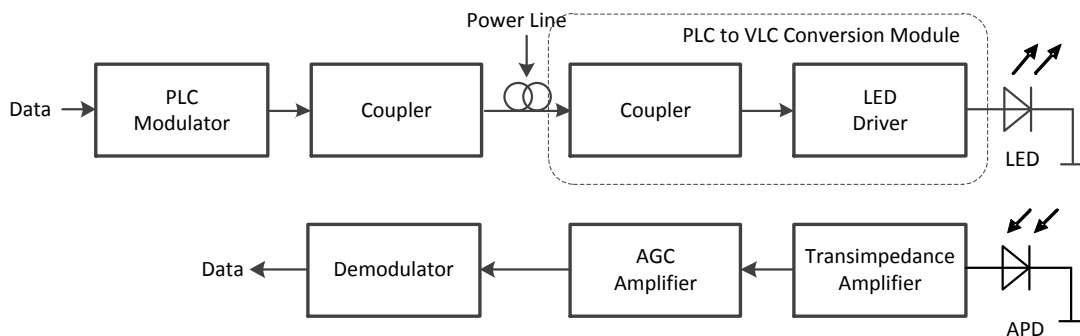 Power Line
PLC to VLC Conversion Module
Data
PLC
Modulator
Coupler
Coupler
LED
Driver
LED
Data
Demodulator
AGC
Amplifier
Transimpedance
Amplifier
APD